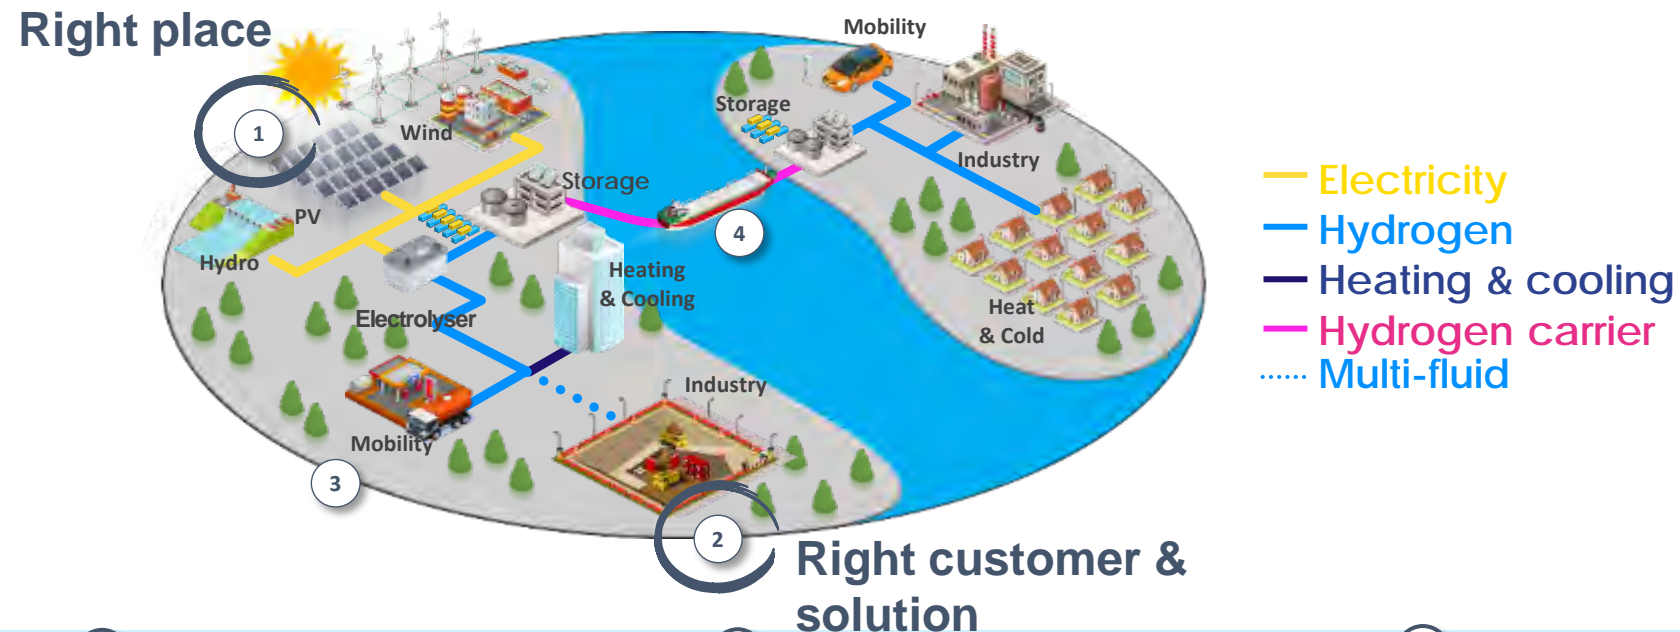 Right place
Mobility
Storage
1
Wind
Industry
Storage
PV
4
Hydro
Heating
& Cooling
Heat
& Cold
Electrolyser
Industry
Mobility
3
2
Right customer &
solution
Electricity
Hydrogen
Heating & cooling
Hydrogen carrier
Multi-fluid